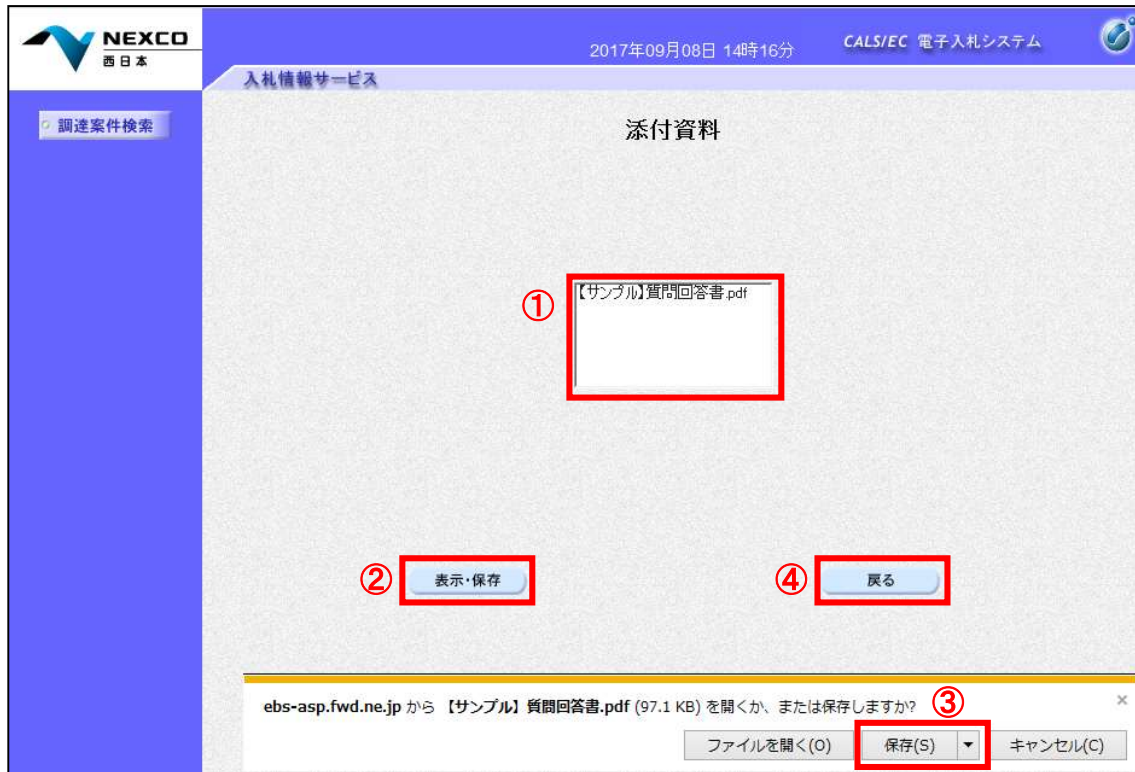 NEXCO
西日本
2017年09月08日 14時16分
CALS/EC 電子入札システム
入札情報サービス
調達案件検索
添付資料
①
【サンプル】質問回答書.pdf
② 表示・保存
④ 戻る
ebs-asp.fwd.ne.jp から 【サンプル】質問回答書.pdf (97.1 KB) を開くか、または保存しますか? ③ ×
ファイルを開く(O) 保存(S) ▼ キャンセル(C)